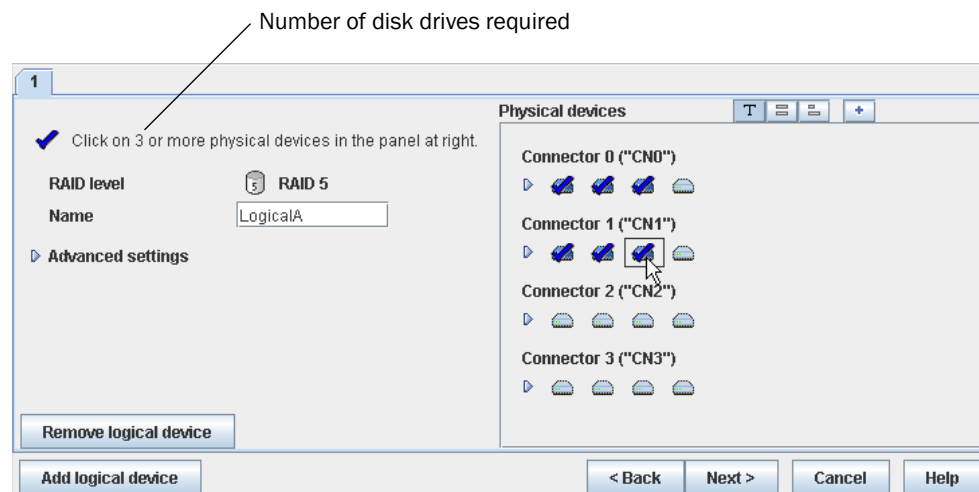 Number of disk drives required
1
Click on 3 or more physical devices in the panel at right.
RAID level 5 RAID 5
Name LogicalA
Advanced settings
Remove logical device
Physical devices T +
Connector 0 ("CN0")
Connector 1 ("CN1")
Connector 2 ("CN2")
Connector 3 ("CN3")
Add logical device < Back Next > Cancel Help